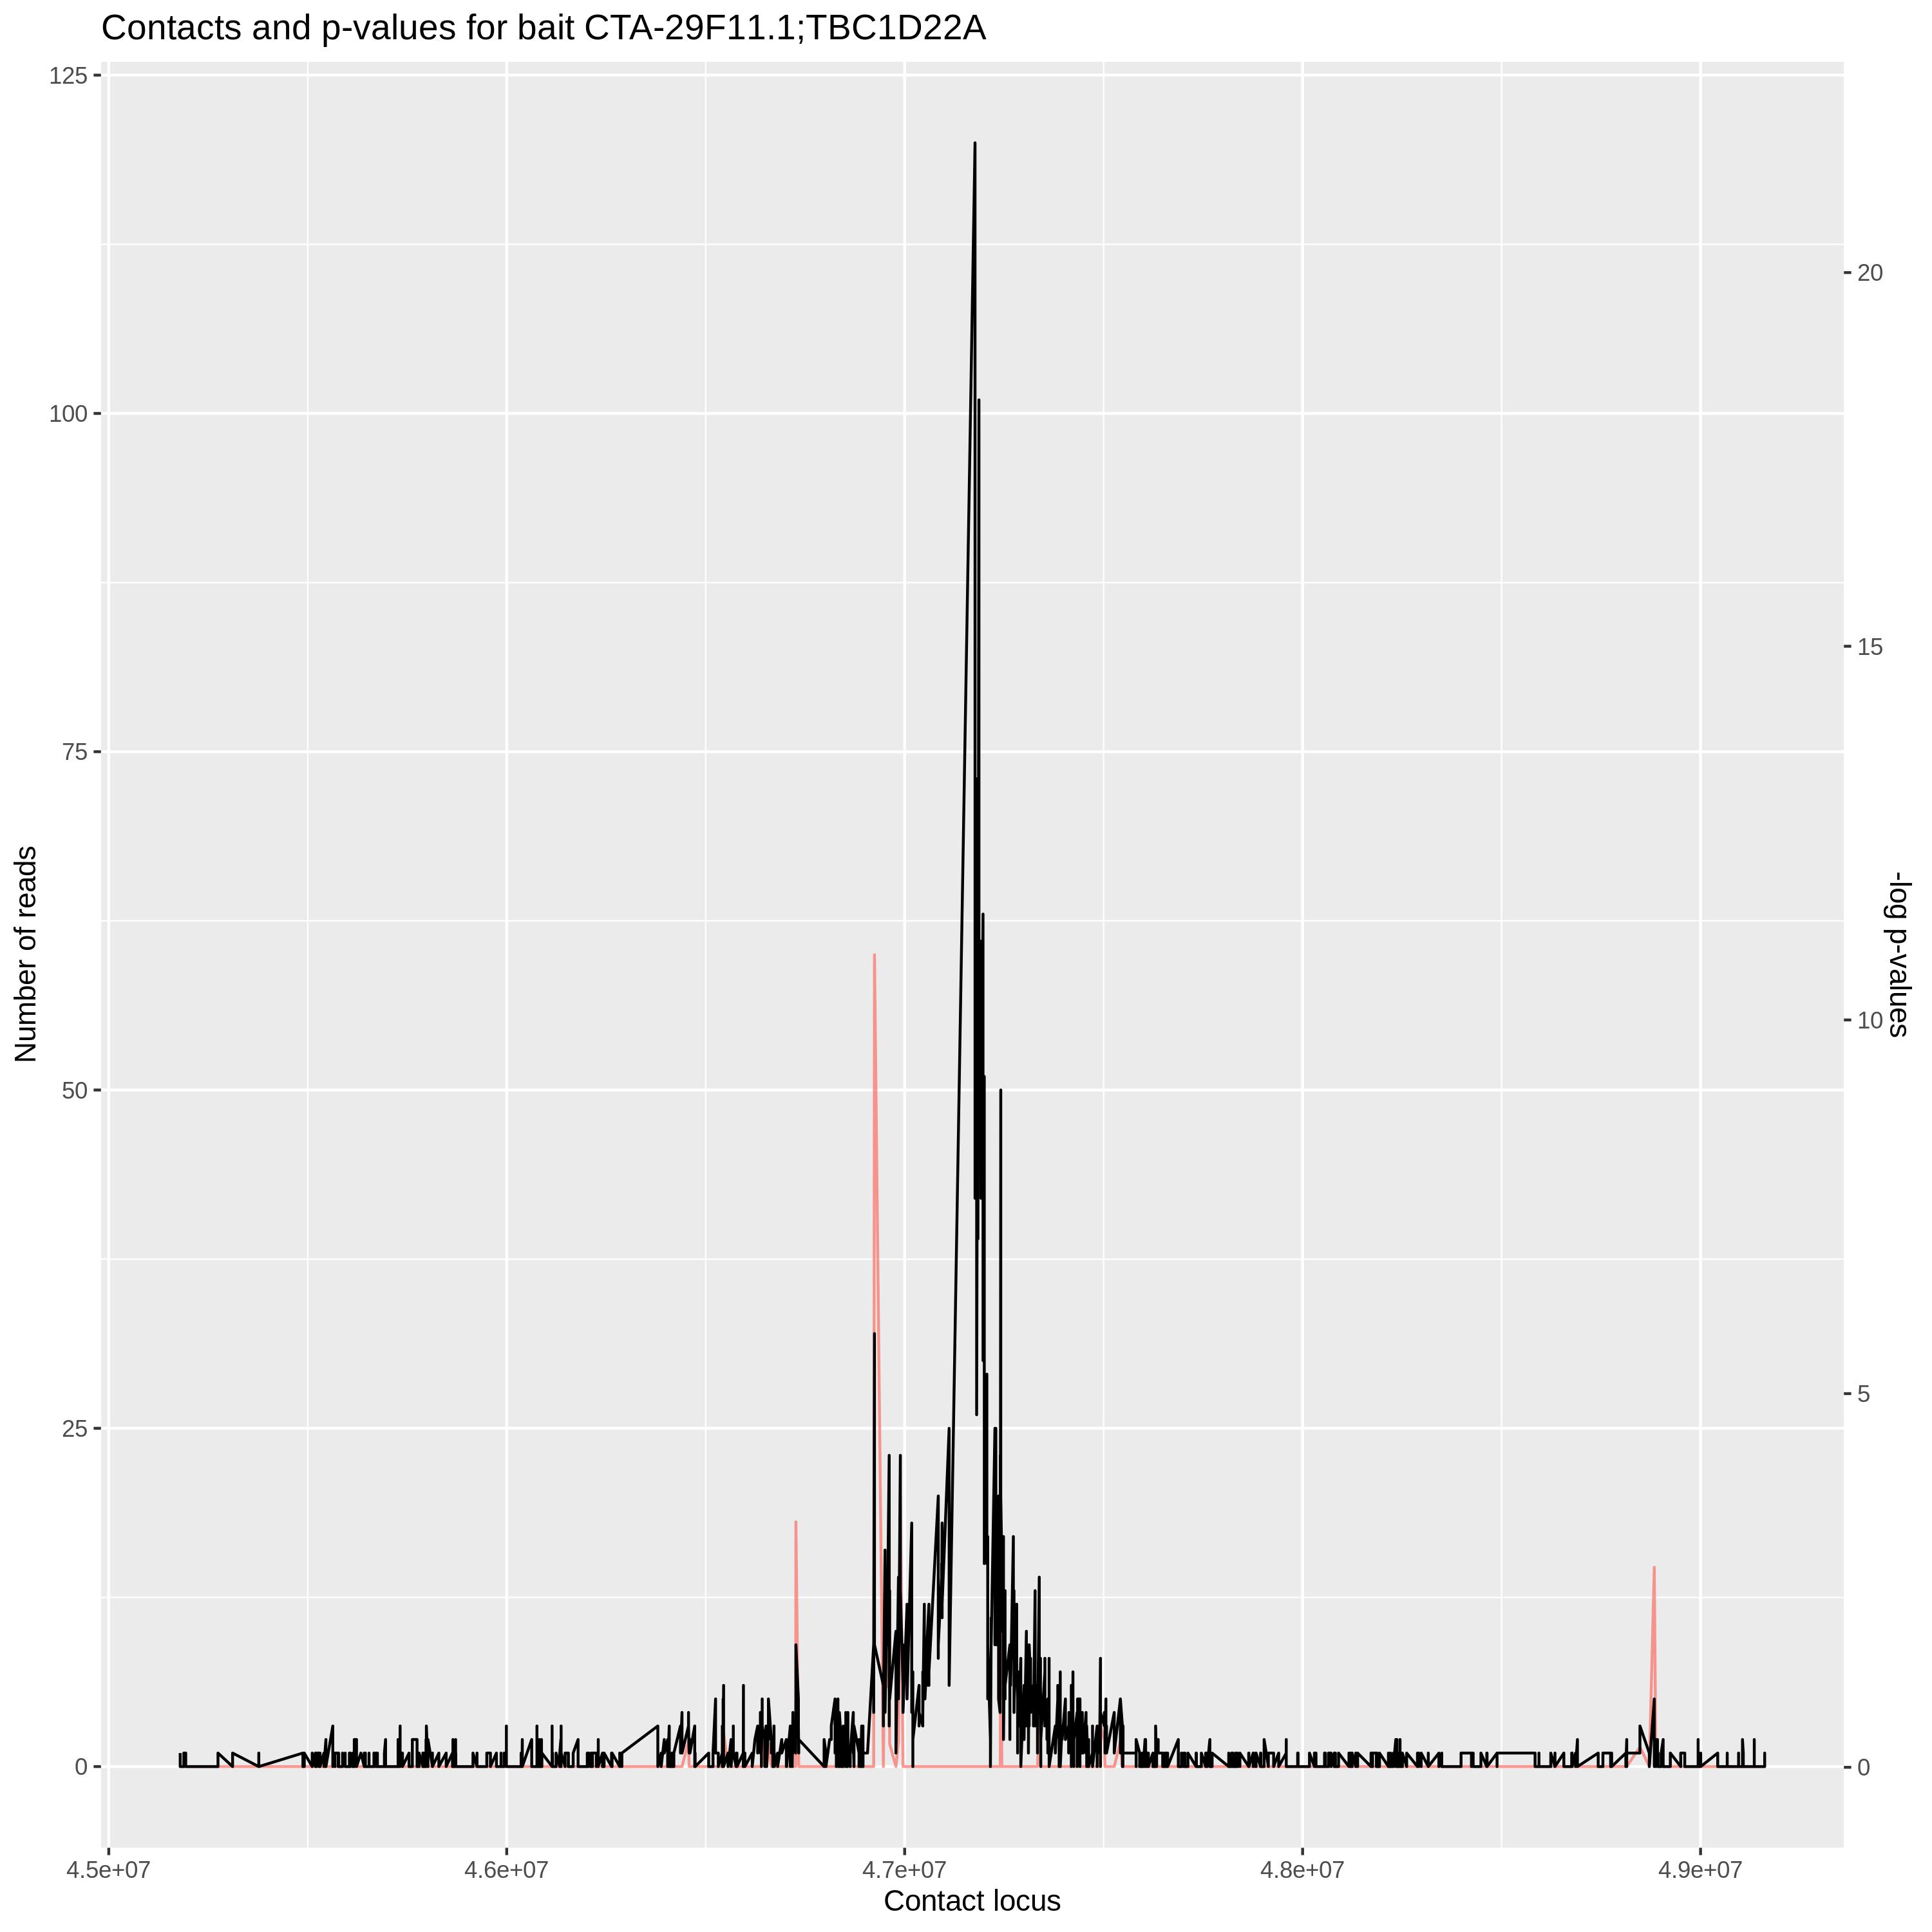 Contacts and p-values for bait CTA-29F11.1;TBC1D22A
125
100
75
50
25
0
Number of reads
20
15
10
5
0
-log p-values
4.5e+07 4.6e+07 4.7e+07 4.8e+07 4.9e+07
Contact locus